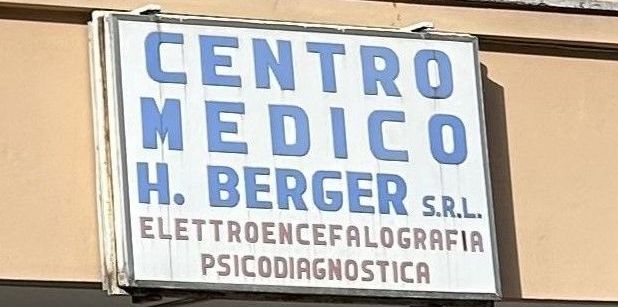 CENTRO
MEDICO
H. BERGER S.R.L.
ELETTROENCEFALOGRAFIA
PSICODIAGNOSTICA